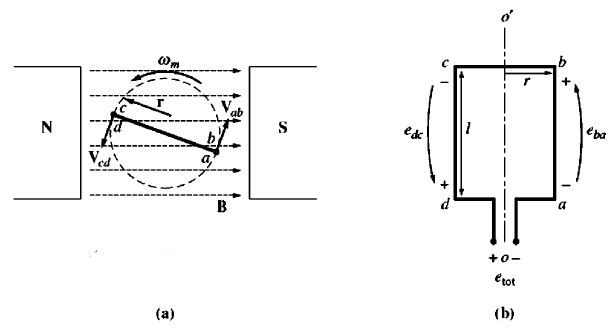 ω_m
r
c
d
V_ab
b
a
V_cd
N
S
B
(a)
o'
c
b
r
−
+
e_dc
l
e_ba
+
−
d
a
+ o −
e_tot
(b)